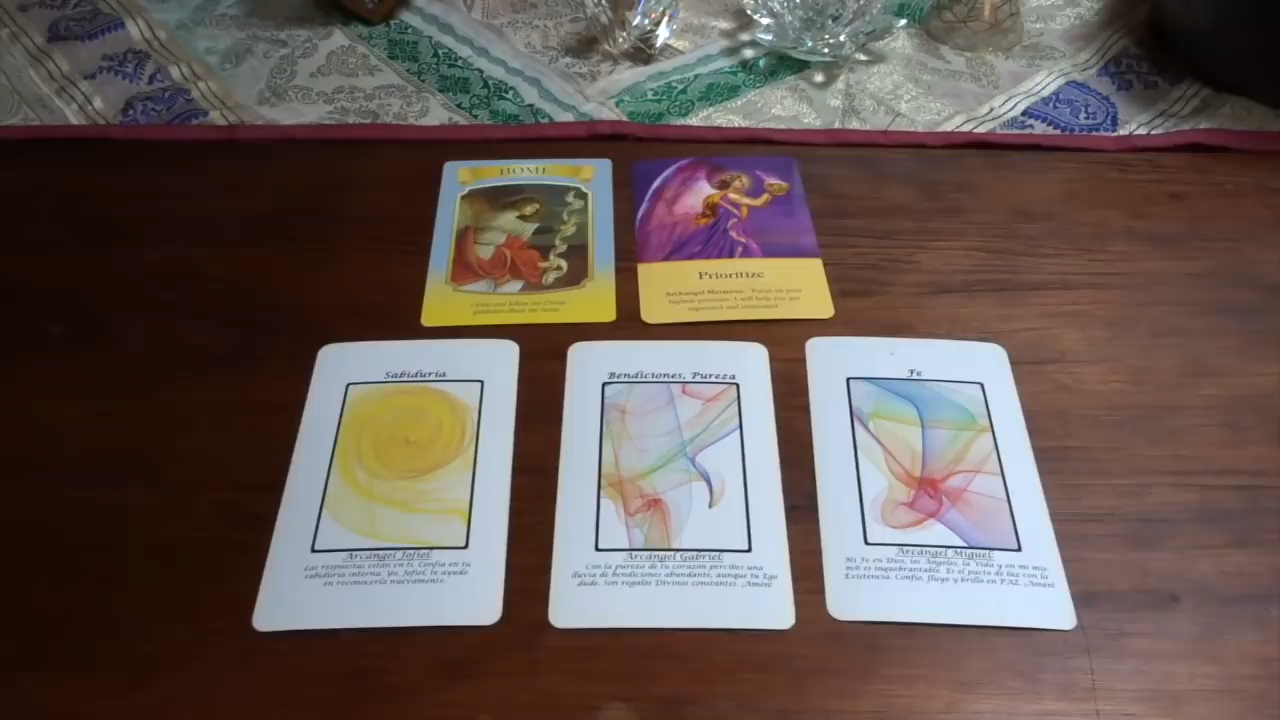 HOME
guidance about my home.
Prioritize
Archangel Metatron: "Focus on your
highest priorities. I will help you get
organized and motivated."
Sabiduría
Arcángel Jofiel:
Las respuestas están en ti. Confía en tu
sabiduría interna. Yo, Jofiel, te ayudo
en reconocerla nuevamente.
Bendiciones, Pureza
Arcángel Gabriel:
Con la pureza de tu corazón percibes una
lluvia de bendiciones abundante, aunque tu Ego
dude. Son regalos Divinos constantes. ¡Amén!
Fe
Arcángel Miguel:
Mi Fe en Dios, los Ángeles, la Vida y en mí mis-
m@ es inquebrantable. Es el pacto de luz con la
Existencia. Confío, fluyo y brillo en PAZ. ¡Amén!